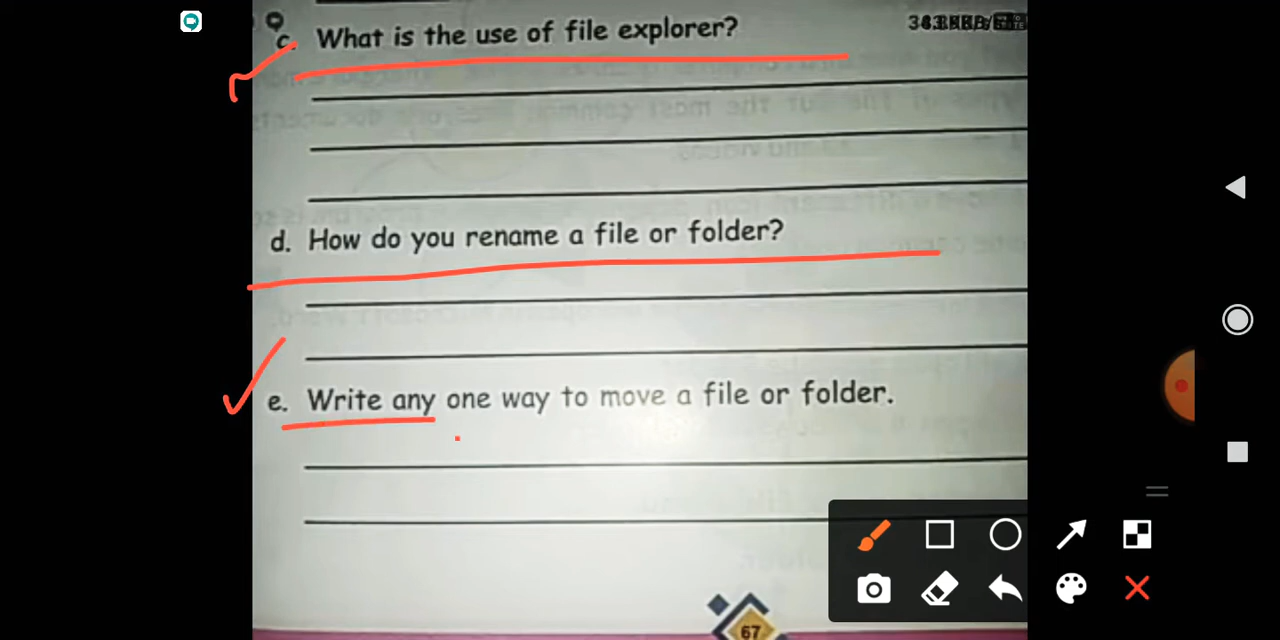 c. What is the use of file explorer?
d. How do you rename a file or folder?
e. Write any one way to move a file or folder.
67